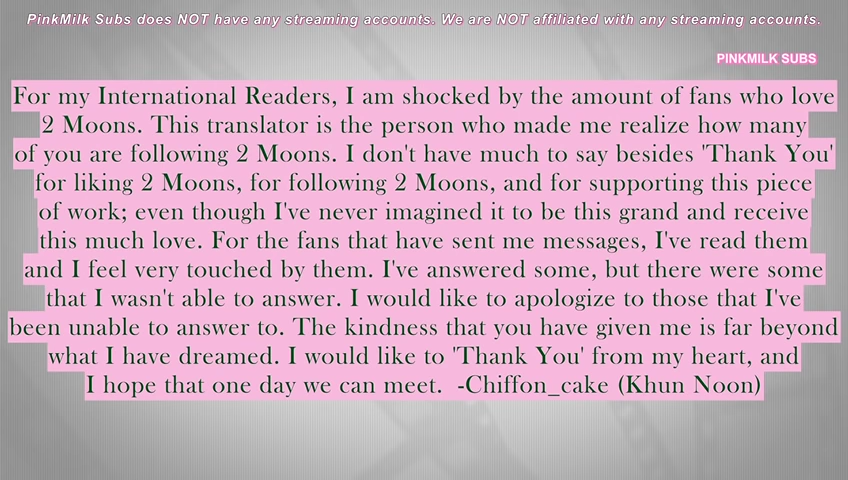 PinkMilk Subs does NOT have any streaming accounts. We are NOT affiliated with any streaming accounts.
PINKMILK SUBS
For my International Readers, I am shocked by the amount of fans who love
2 Moons. This translator is the person who made me realize how many
of you are following 2 Moons. I don't have much to say besides 'Thank You'
for liking 2 Moons, for following 2 Moons, and for supporting this piece
of work; even though I've never imagined it to be this grand and receive
this much love. For the fans that have sent me messages, I've read them
and I feel very touched by them. I've answered some, but there were some
that I wasn't able to answer. I would like to apologize to those that I've
been unable to answer to. The kindness that you have given me is far beyond
what I have dreamed. I would like to 'Thank You' from my heart, and
I hope that one day we can meet.  -Chiffon_cake (Khun Noon)